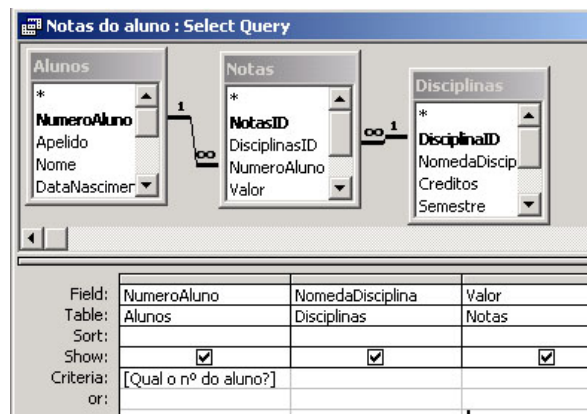 Notas do aluno : Select Query
Alunos
*
NumeroAluno
Apelido
Nome
DataNascimer
1
∞
Notas
*
NotasID
DisciplinasID
NumeroAluno
Valor
∞ 1
Disciplinas
*
DisciplinaID
NomedaDiscip
Creditos
Semestre
Field: NumeroAluno NomedaDisciplina Valor
Table: Alunos Disciplinas Notas
Sort:
Show:
Criteria: [Qual o nº do aluno?]
or: